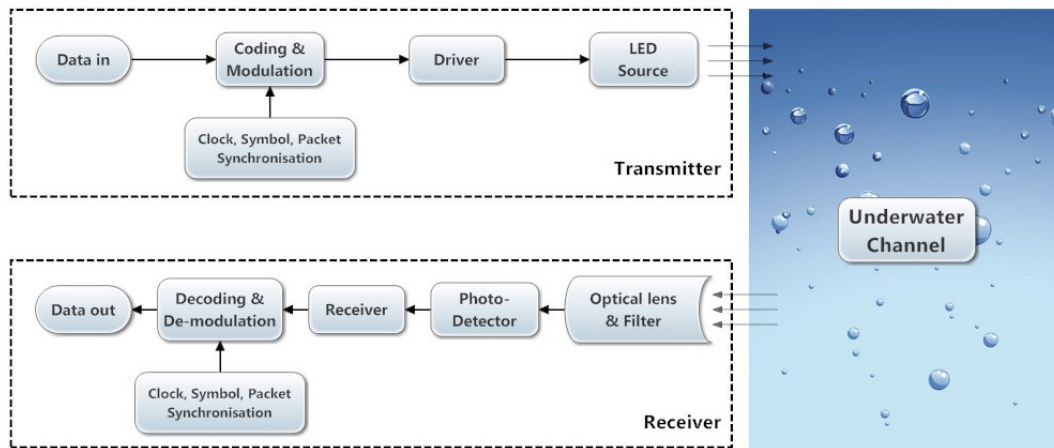 Data in
Coding &
Modulation
Driver
LED
Source
Clock, Symbol, Packet
Synchronisation
Transmitter
Underwater
Channel
Data out
Decoding &
De-modulation
Receiver
Photo-
Detector
Optical lens
& Filter
Clock, Symbol, Packet
Synchronisation
Receiver